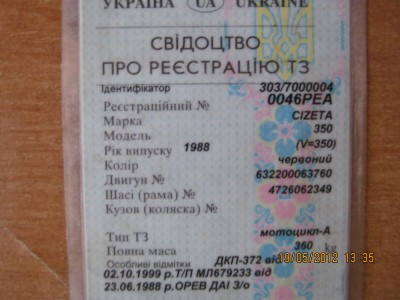 УКРАЇНА UA UKRAINE
СВІДОЦТВО
ПРО РЕЄСТРАЦІЮ ТЗ
Ідентифікатор 303/7000004
Реєстраційний № 0046РЕА
Марка CIZETA
Модель 350
Рік випуску 1988 (V=350)
Колір червоний
Двигун № 632200063760
Шасі (рама) № 4726062349
Кузов (коляска) №
Тип ТЗ мотоцикл-А
Повна маса 360 kg
Особливі відмітки ДКП-372 від
02.10.1999 р.Т/П МЛ679233 від
23.06.1988 р.ОРЕВ ДАІ З/о
19/05/2012 13:35